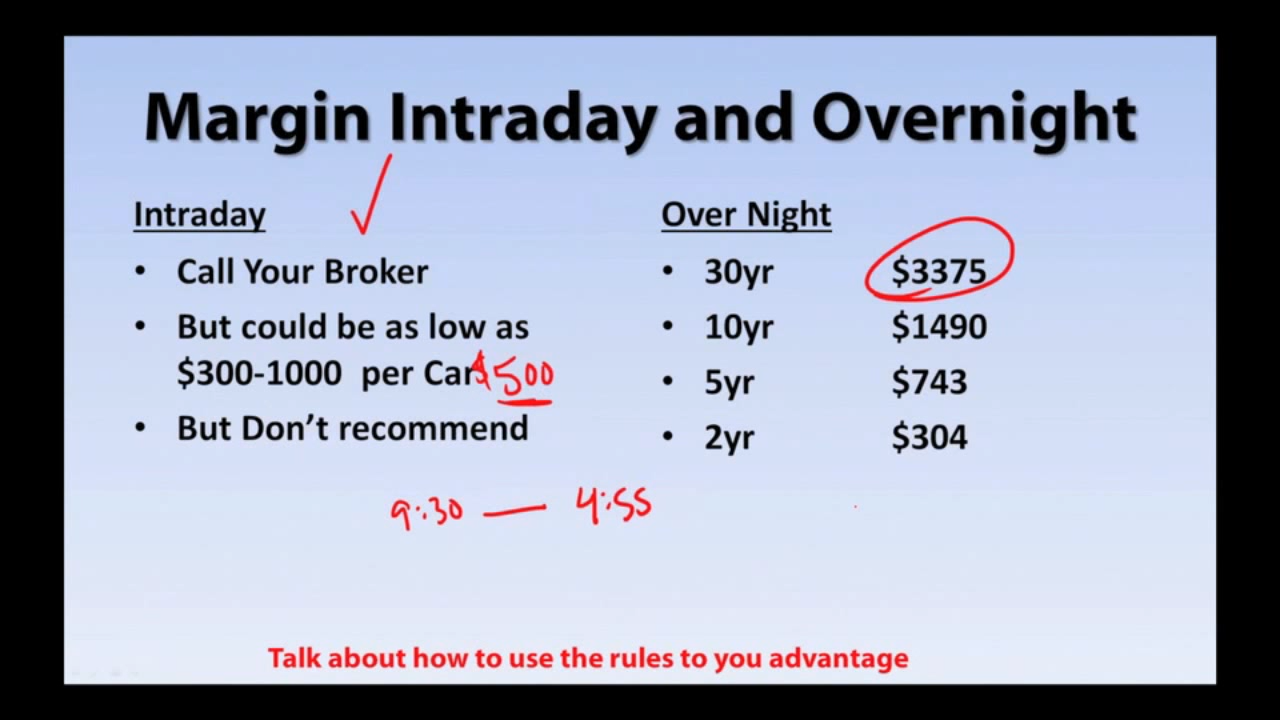 Margin Intraday and Overnight
Intraday
• Call Your Broker
• But could be as low as
$300-1000 per Car
$500
• But Don't recommend
Over Night
• 30yr $3375
• 10yr $1490
• 5yr $743
• 2yr $304
9:30 — 4:55
Talk about how to use the rules to you advantage